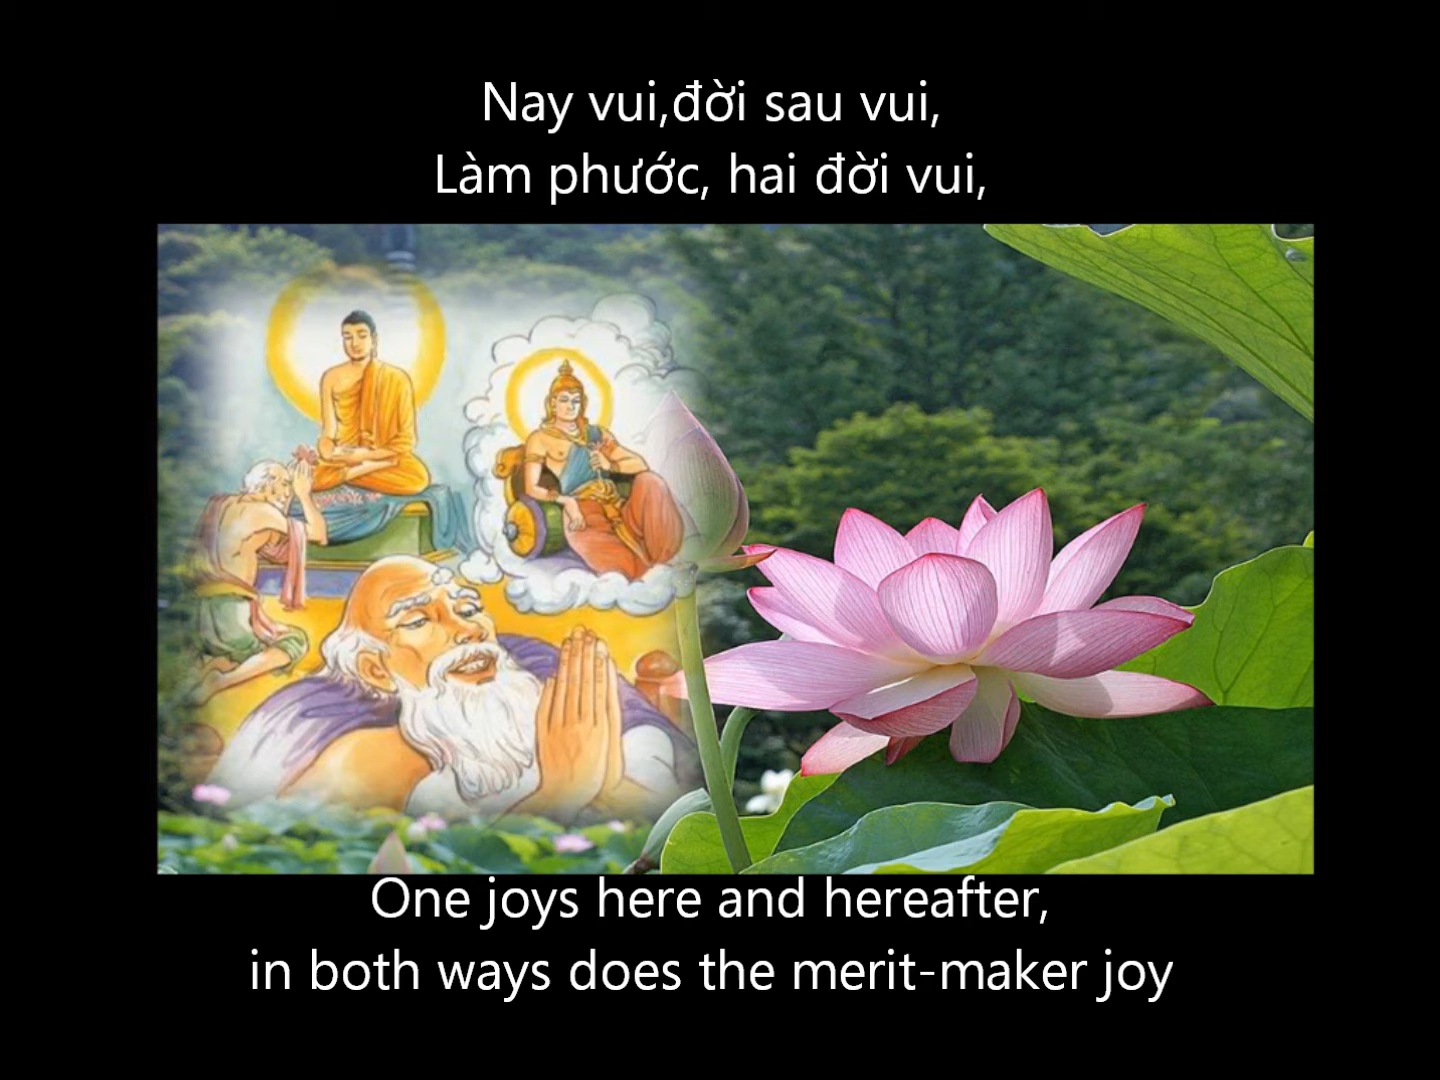 Nay vui,đời sau vui,
Làm phước, hai đời vui,
One joys here and hereafter,
in both ways does the merit-maker joy